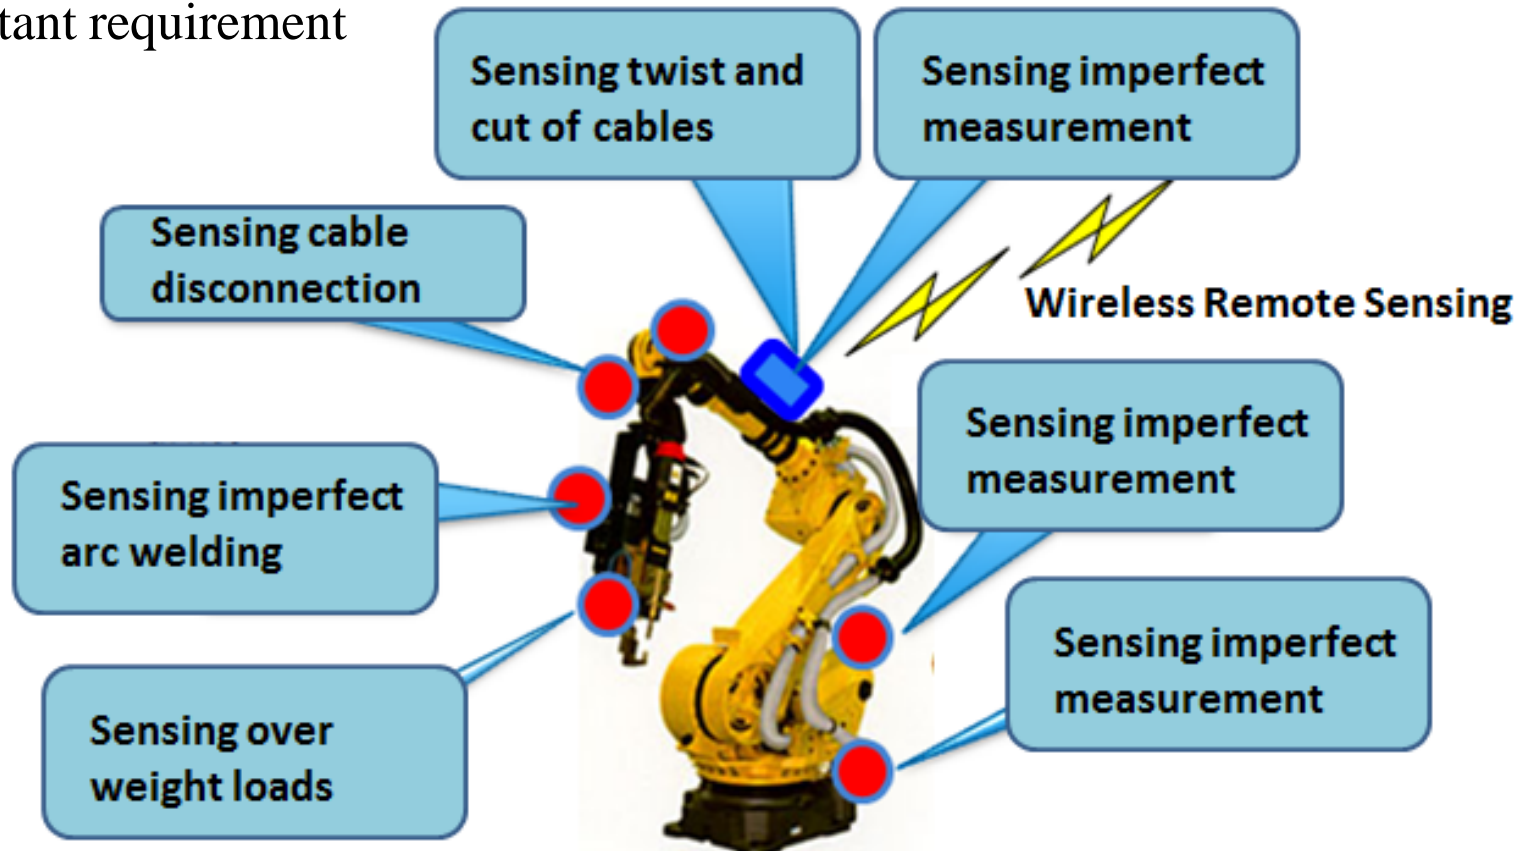 tant requirement
Sensing twist and
cut of cables
Sensing imperfect
measurement
Sensing cable
disconnection
Wireless Remote Sensing
Sensing imperfect
measurement
Sensing imperfect
arc welding
Sensing imperfect
measurement
Sensing over
weight loads